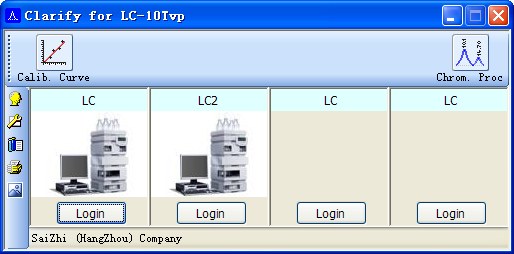 Clarify for LC-10Tvp
Calib. Curve
Chrom. Proc
LC
LC2
LC
LC
Login
Login
Login
Login
SaiZhi (HangZhou) Company